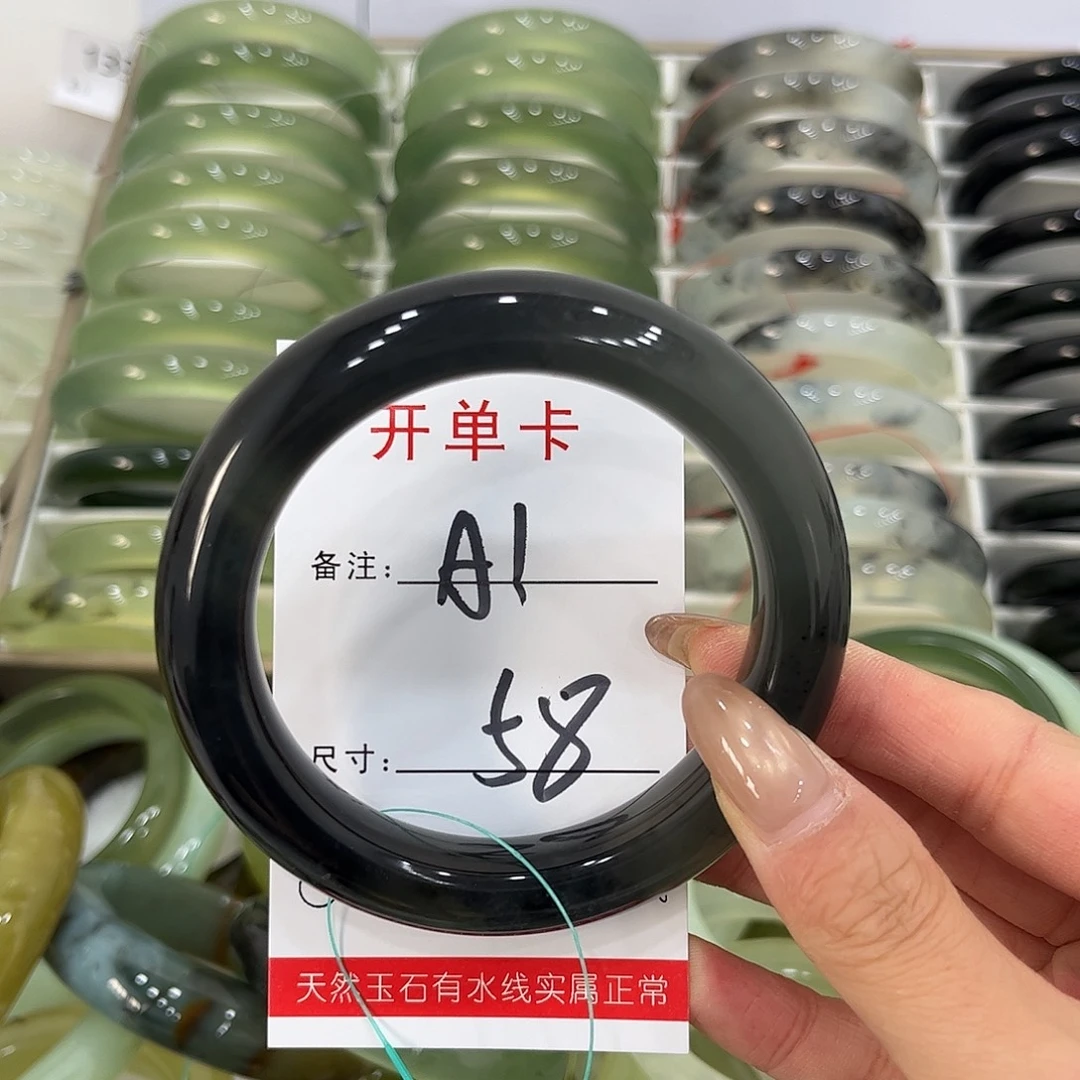 开单卡
备注: A1
尺寸: 58
天然玉石有水线实属正常